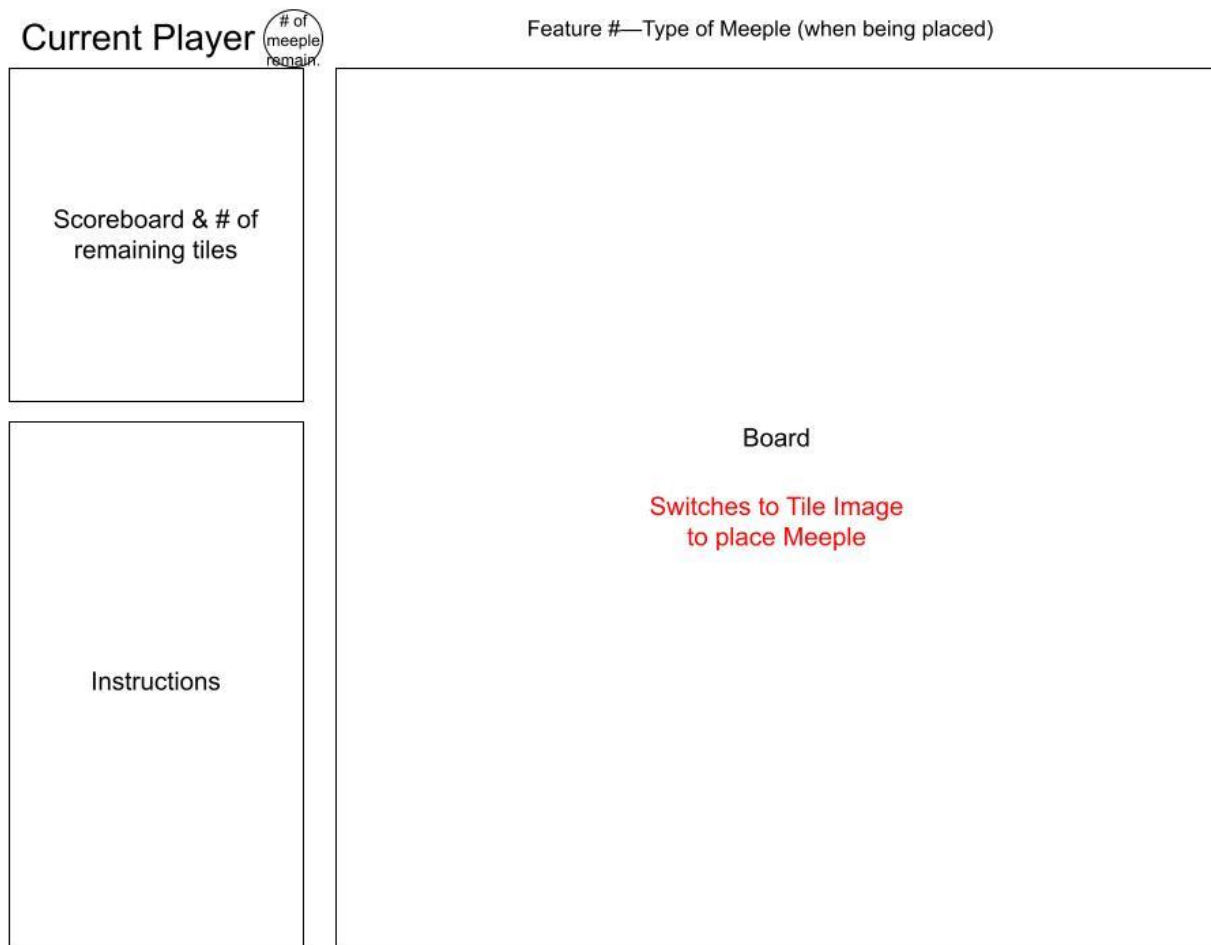 Current Player
# of
meeple
remain.
Feature #—Type of Meeple (when being placed)
Scoreboard & # of
remaining tiles
Board
Switches to Tile Image
to place Meeple
Instructions